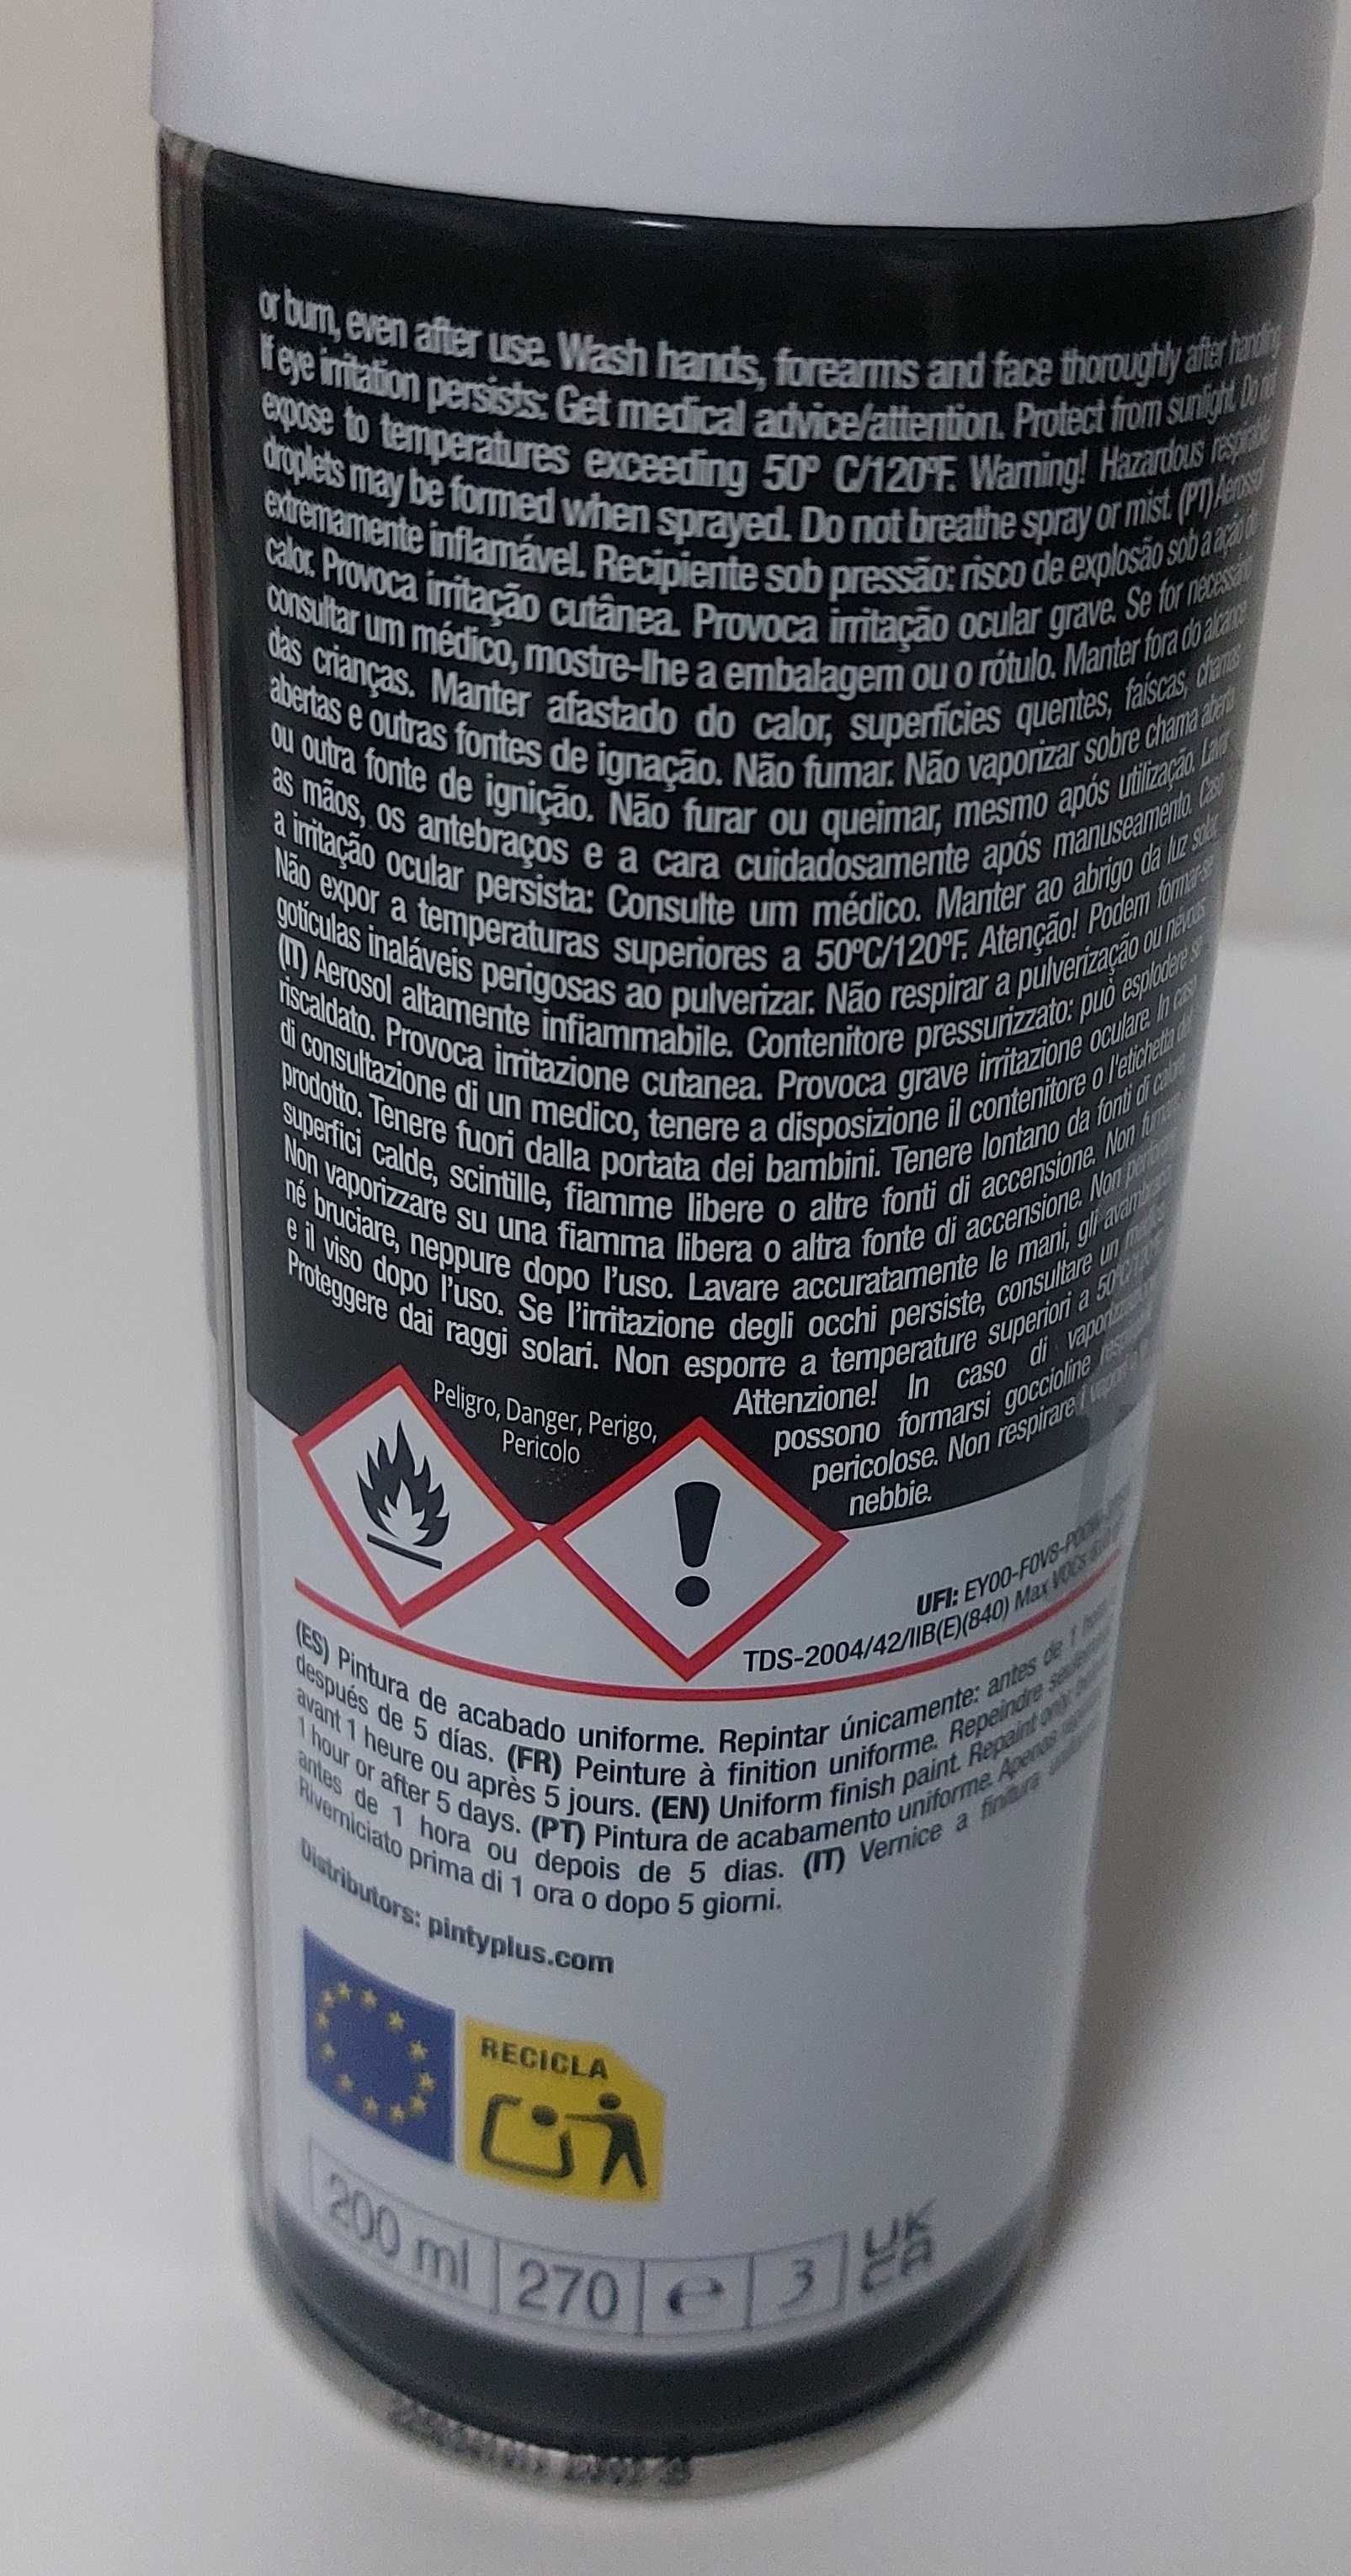 or burn, even after use. Wash hands, forearms and face thoroughly after handling
If eye irritation persists: Get medical advice/attention. Protect from sunlight. Do not
expose to temperatures exceeding 50º C/120ºF. Warning! Hazardous respirable
droplets may be formed when sprayed. Do not breathe spray or mist. (PT) Aerossol
extremamente inflamável. Recipiente sob pressão: risco de explosão sob a ação do
calor. Provoca irritação cutânea. Provoca irritação ocular grave. Se for necessário
consultar um médico, mostre-lhe a embalagem ou o rótulo. Manter fora do alcance
das crianças. Manter afastado do calor, superfícies quentes, faíscas, chamas
abertas e outras fontes de ignação. Não fumar. Não vaporizar sobre chama aberta
ou outra fonte de ignição. Não furar ou queimar, mesmo após utilização. Lavar
as mãos, os antebraços e a cara cuidadosamente após manuseamento. Caso
a irritação ocular persista: Consulte um médico. Manter ao abrigo da luz solar.
Não expor a temperaturas superiores a 50ºC/120ºF. Atenção! Podem formar-se
gotículas inaláveis perigosas ao pulverizar. Não respirar a pulverização ou névoas
(IT) Aerosol altamente infiammabile. Contenitore pressurizzato: può esplodere se
riscaldato. Provoca irritazione cutanea. Provoca grave irritazione oculare. In caso
di consultazione di un medico, tenere a disposizione il contenitore o l'etichetta del
prodotto. Tenere fuori dalla portata dei bambini. Tenere lontano da fonti di calore,
superfici calde, scintille, fiamme libere o altre fonti di accensione. Non fumare.
Non vaporizzare su una fiamma libera o altra fonte di accensione. Non perforare
né bruciare, neppure dopo l'uso. Lavare accuratamente le mani, gli avambracci
e il viso dopo l'uso. Se l'irritazione degli occhi persiste, consultare un medico.
Proteggere dai raggi solari. Non esporre a temperature superiori a 50ºC/120ºF.
Attenzione! In caso di
possono formarsi goccioline respirabili
pericolose. Non respirare i vapori
nebbie.
Peligro, Danger, Perigo,
Pericolo
UFI: EY00-F0V8-
TDS-2004/42/IIB(E)(840) Max VOCs
(ES) Pintura de acabado uniforme. Repintar únicamente: antes de 1 hora
después de 5 días. (FR) Peinture à finition uniforme. Repeindre seulement
avant 1 heure ou après 5 jours. (EN) Uniform finish paint. Repaint only:
1 hour or after 5 days. (PT) Pintura de acabamento uniforme. Apenas
antes de 1 hora ou depois de 5 dias. (IT) Vernice a finitura
Riverniciato prima di 1 ora o dopo 5 giorni.
Distributors: pintyplus.com
RECICLA
200 ml 270 e 3 UK
CA